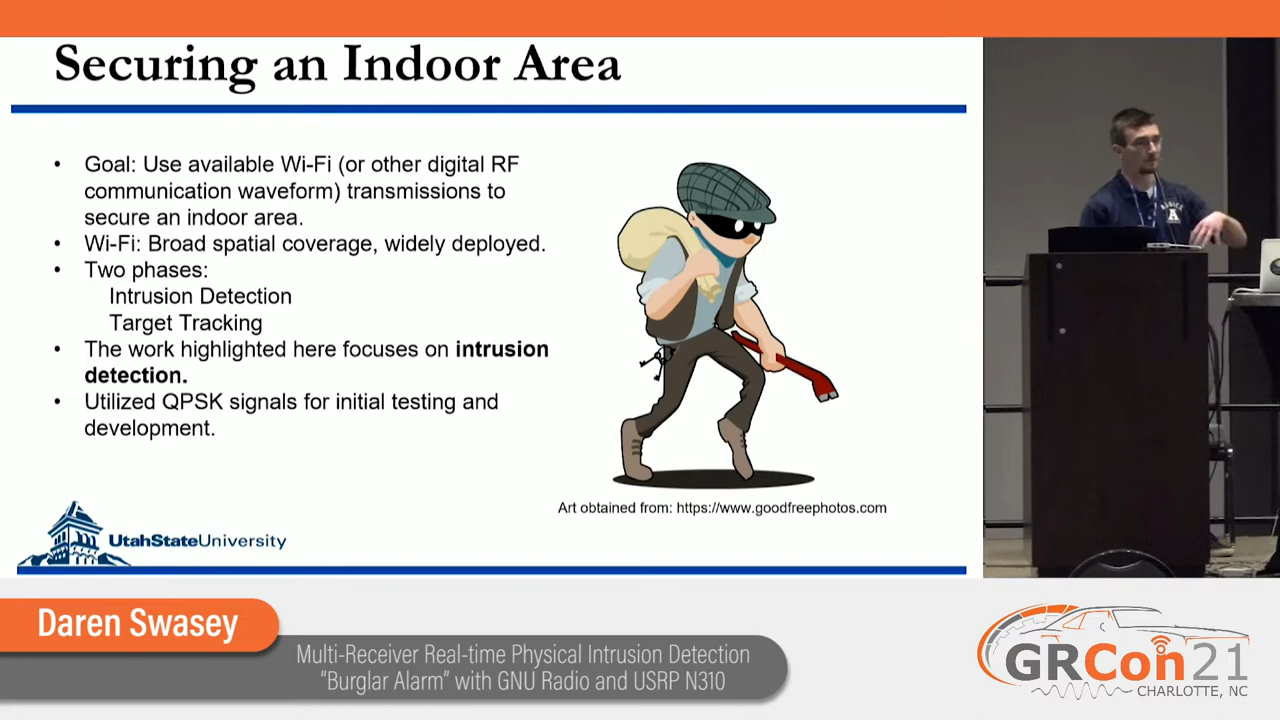 Securing an Indoor Area
• Goal: Use available Wi-Fi (or other digital RF
communication waveform) transmissions to
secure an indoor area.
• Wi-Fi: Broad spatial coverage, widely deployed.
• Two phases:
Intrusion Detection
Target Tracking
• The work highlighted here focuses on intrusion
detection.
• Utilized QPSK signals for initial testing and
development.
Art obtained from: https://www.goodfreephotos.com
UtahStateUniversity
AGGIES
A
Daren Swasey
Multi-Receiver Real-time Physical Intrusion Detection
"Burglar Alarm" with GNU Radio and USRP N310
GRCon21
CHARLOTTE, NC